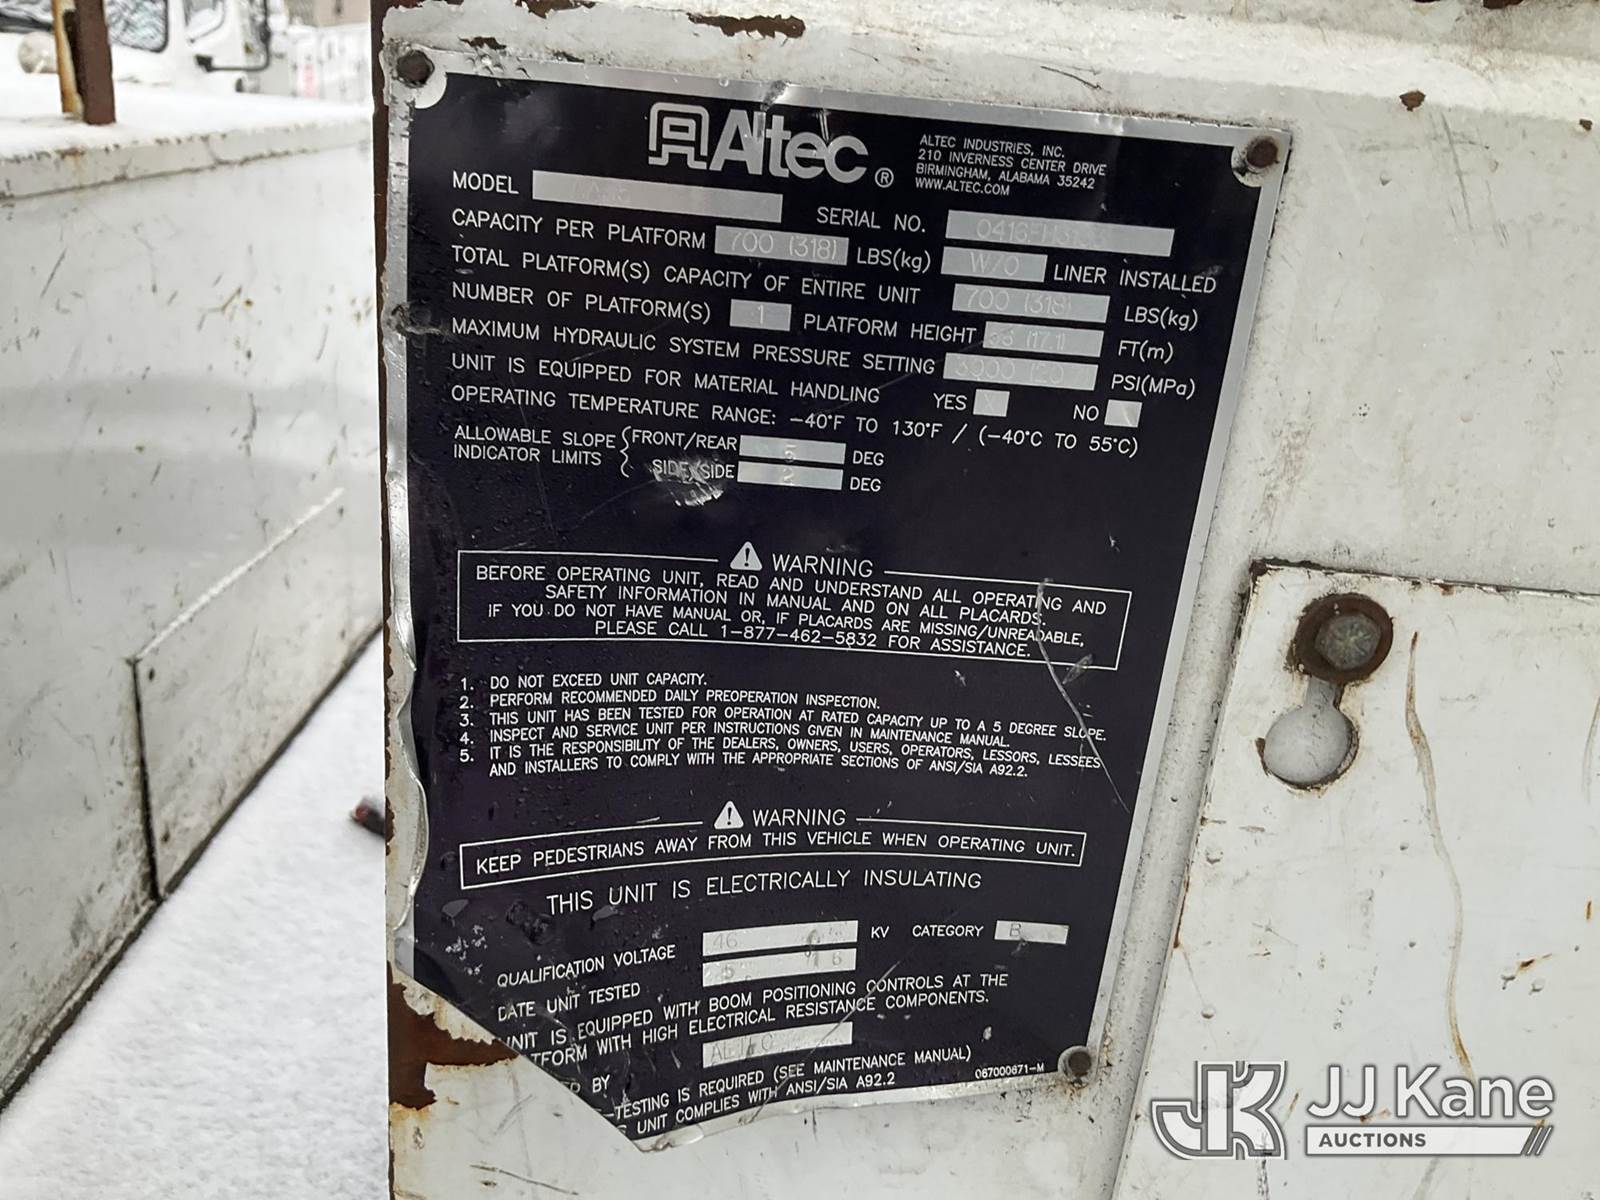 Altec ®
ALTEC INDUSTRIES, INC.
210 INVERNESS CENTER DRIVE
BIRMINGHAM, ALABAMA 35242
WWW.ALTEC.COM
MODEL
SERIAL NO.
CAPACITY PER PLATFORM 700 (318) LBS(kg) W/O LINER INSTALLED
TOTAL PLATFORM(S) CAPACITY OF ENTIRE UNIT 700 (318) LBS(kg)
NUMBER OF PLATFORM(S) 1 PLATFORM HEIGHT (17.1) FT(m)
MAXIMUM HYDRAULIC SYSTEM PRESSURE SETTING 3000 PSI(MPa)
UNIT IS EQUIPPED FOR MATERIAL HANDLING YES NO
OPERATING TEMPERATURE RANGE: -40°F TO 130°F / (-40°C TO 55°C)
ALLOWABLE SLOPE INDICATOR LIMITS
FRONT/REAR 5 DEG
SIDE/SIDE 2 DEG
WARNING
BEFORE OPERATING UNIT, READ AND UNDERSTAND ALL OPERATING AND
SAFETY INFORMATION IN MANUAL AND ON ALL PLACARDS.
IF YOU DO NOT HAVE MANUAL OR, IF PLACARDS ARE MISSING/UNREADABLE,
PLEASE CALL 1-877-462-5832 FOR ASSISTANCE.
1. DO NOT EXCEED UNIT CAPACITY.
2. PERFORM RECOMMENDED DAILY PREOPERATION INSPECTION.
3. THIS UNIT HAS BEEN TESTED FOR OPERATION AT RATED CAPACITY UP TO A 5 DEGREE SLOPE.
4. INSPECT AND SERVICE UNIT PER INSTRUCTIONS GIVEN IN MAINTENANCE MANUAL.
5. IT IS THE RESPONSIBILITY OF THE DEALERS, OWNERS, USERS, OPERATORS, LESSORS, LESSEES
AND INSTALLERS TO COMPLY WITH THE APPROPRIATE SECTIONS OF ANSI/SIA A92.2.
WARNING
KEEP PEDESTRIANS AWAY FROM THIS VEHICLE WHEN OPERATING UNIT.
THIS UNIT IS ELECTRICALLY INSULATING
QUALIFICATION VOLTAGE 46 KV CATEGORY B
DATE UNIT TESTED
UNIT IS EQUIPPED WITH BOOM POSITIONING CONTROLS AT THE
TFORM WITH HIGH ELECTRICAL RESISTANCE COMPONENTS.
BY
-TESTING IS REQUIRED (SEE MAINTENANCE MANUAL)
UNIT COMPLIES WITH ANSI/SIA A92.2
067000671-M
JK JJ Kane
AUCTIONS